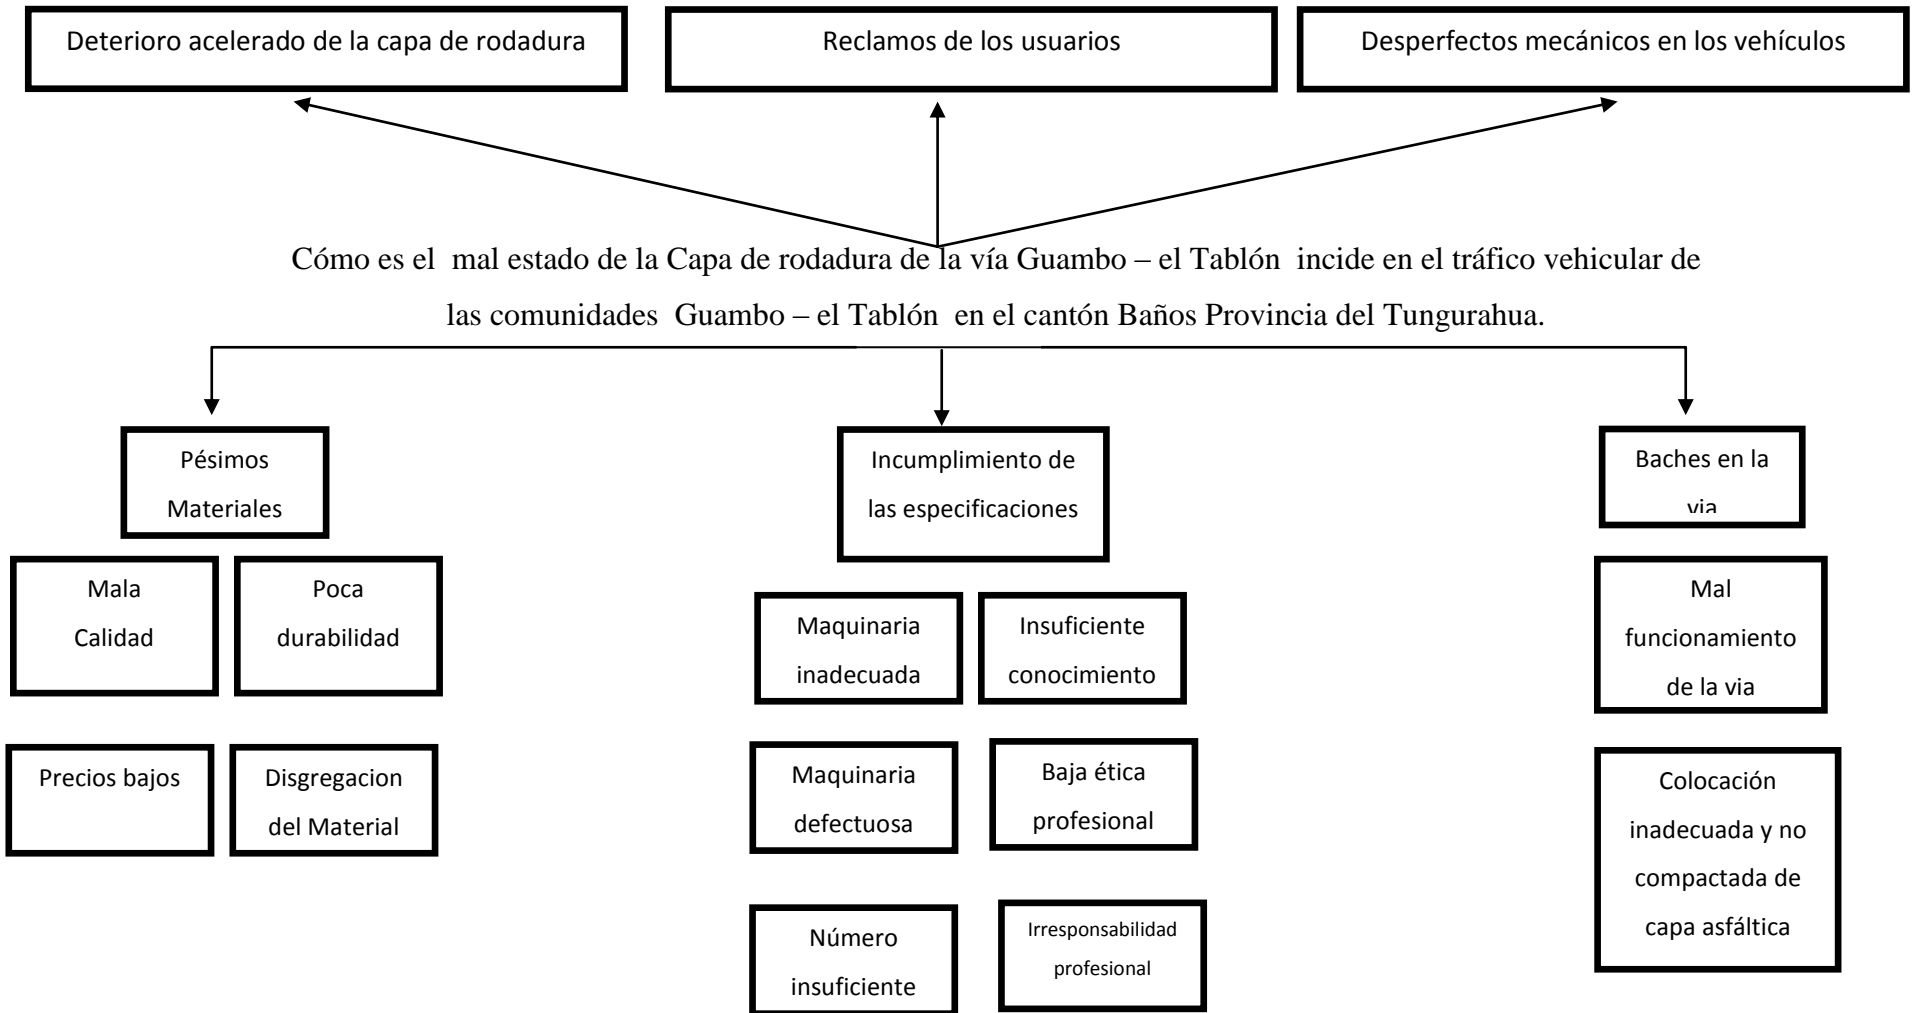 Deterioro acelerado de la capa de rodadura
Reclamos de los usuarios
Desperfectos mecánicos en los vehículos
Cómo es el  mal estado de la Capa de rodadura de la vía Guambo – el Tablón  incide en el tráfico vehicular de
las comunidades  Guambo – el Tablón  en el cantón Baños Provincia del Tungurahua.
Pésimos
Materiales
Incumplimiento de
las especificaciones
Baches en la
via
Mala
Calidad
Poca
durabilidad
Maquinaria
inadecuada
Insuficiente
conocimiento
Mal
funcionamiento
de la via
Precios bajos
Disgregacion
del Material
Maquinaria
defectuosa
Baja ética
profesional
Colocación
inadecuada y no
compactada de
capa asfáltica
Número
insuficiente
Irresponsabilidad
profesional